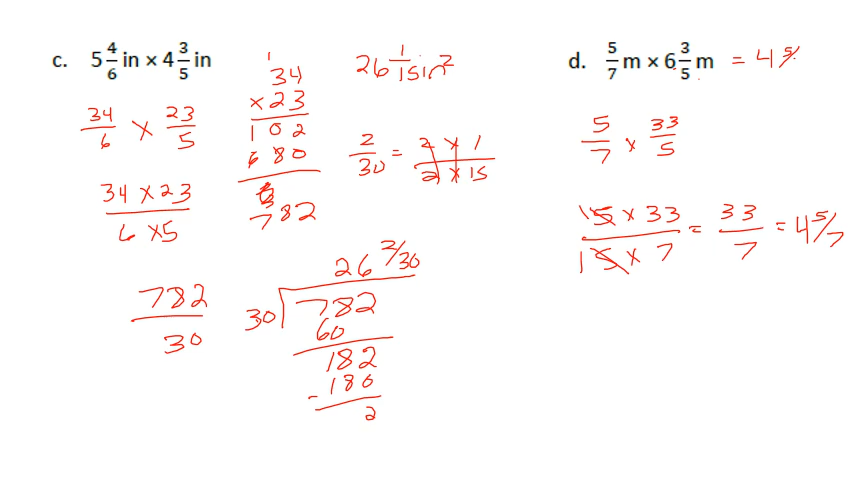 c. 5 4/6 in × 4 3/5 in
34/6 × 23/5
34 × 23 / 6 × 5
782/30
1
34
× 23
102
680
782
26 1/15 in²
2/30 = 2 × 1 / 2 × 15
26 2/30
30 782
60
182
- 180
2
d. 5/7 m × 6 3/5 m = 4 5/
5/7 × 33/5
15 × 33 / 15 × 7 = 33/7 = 4 5/7